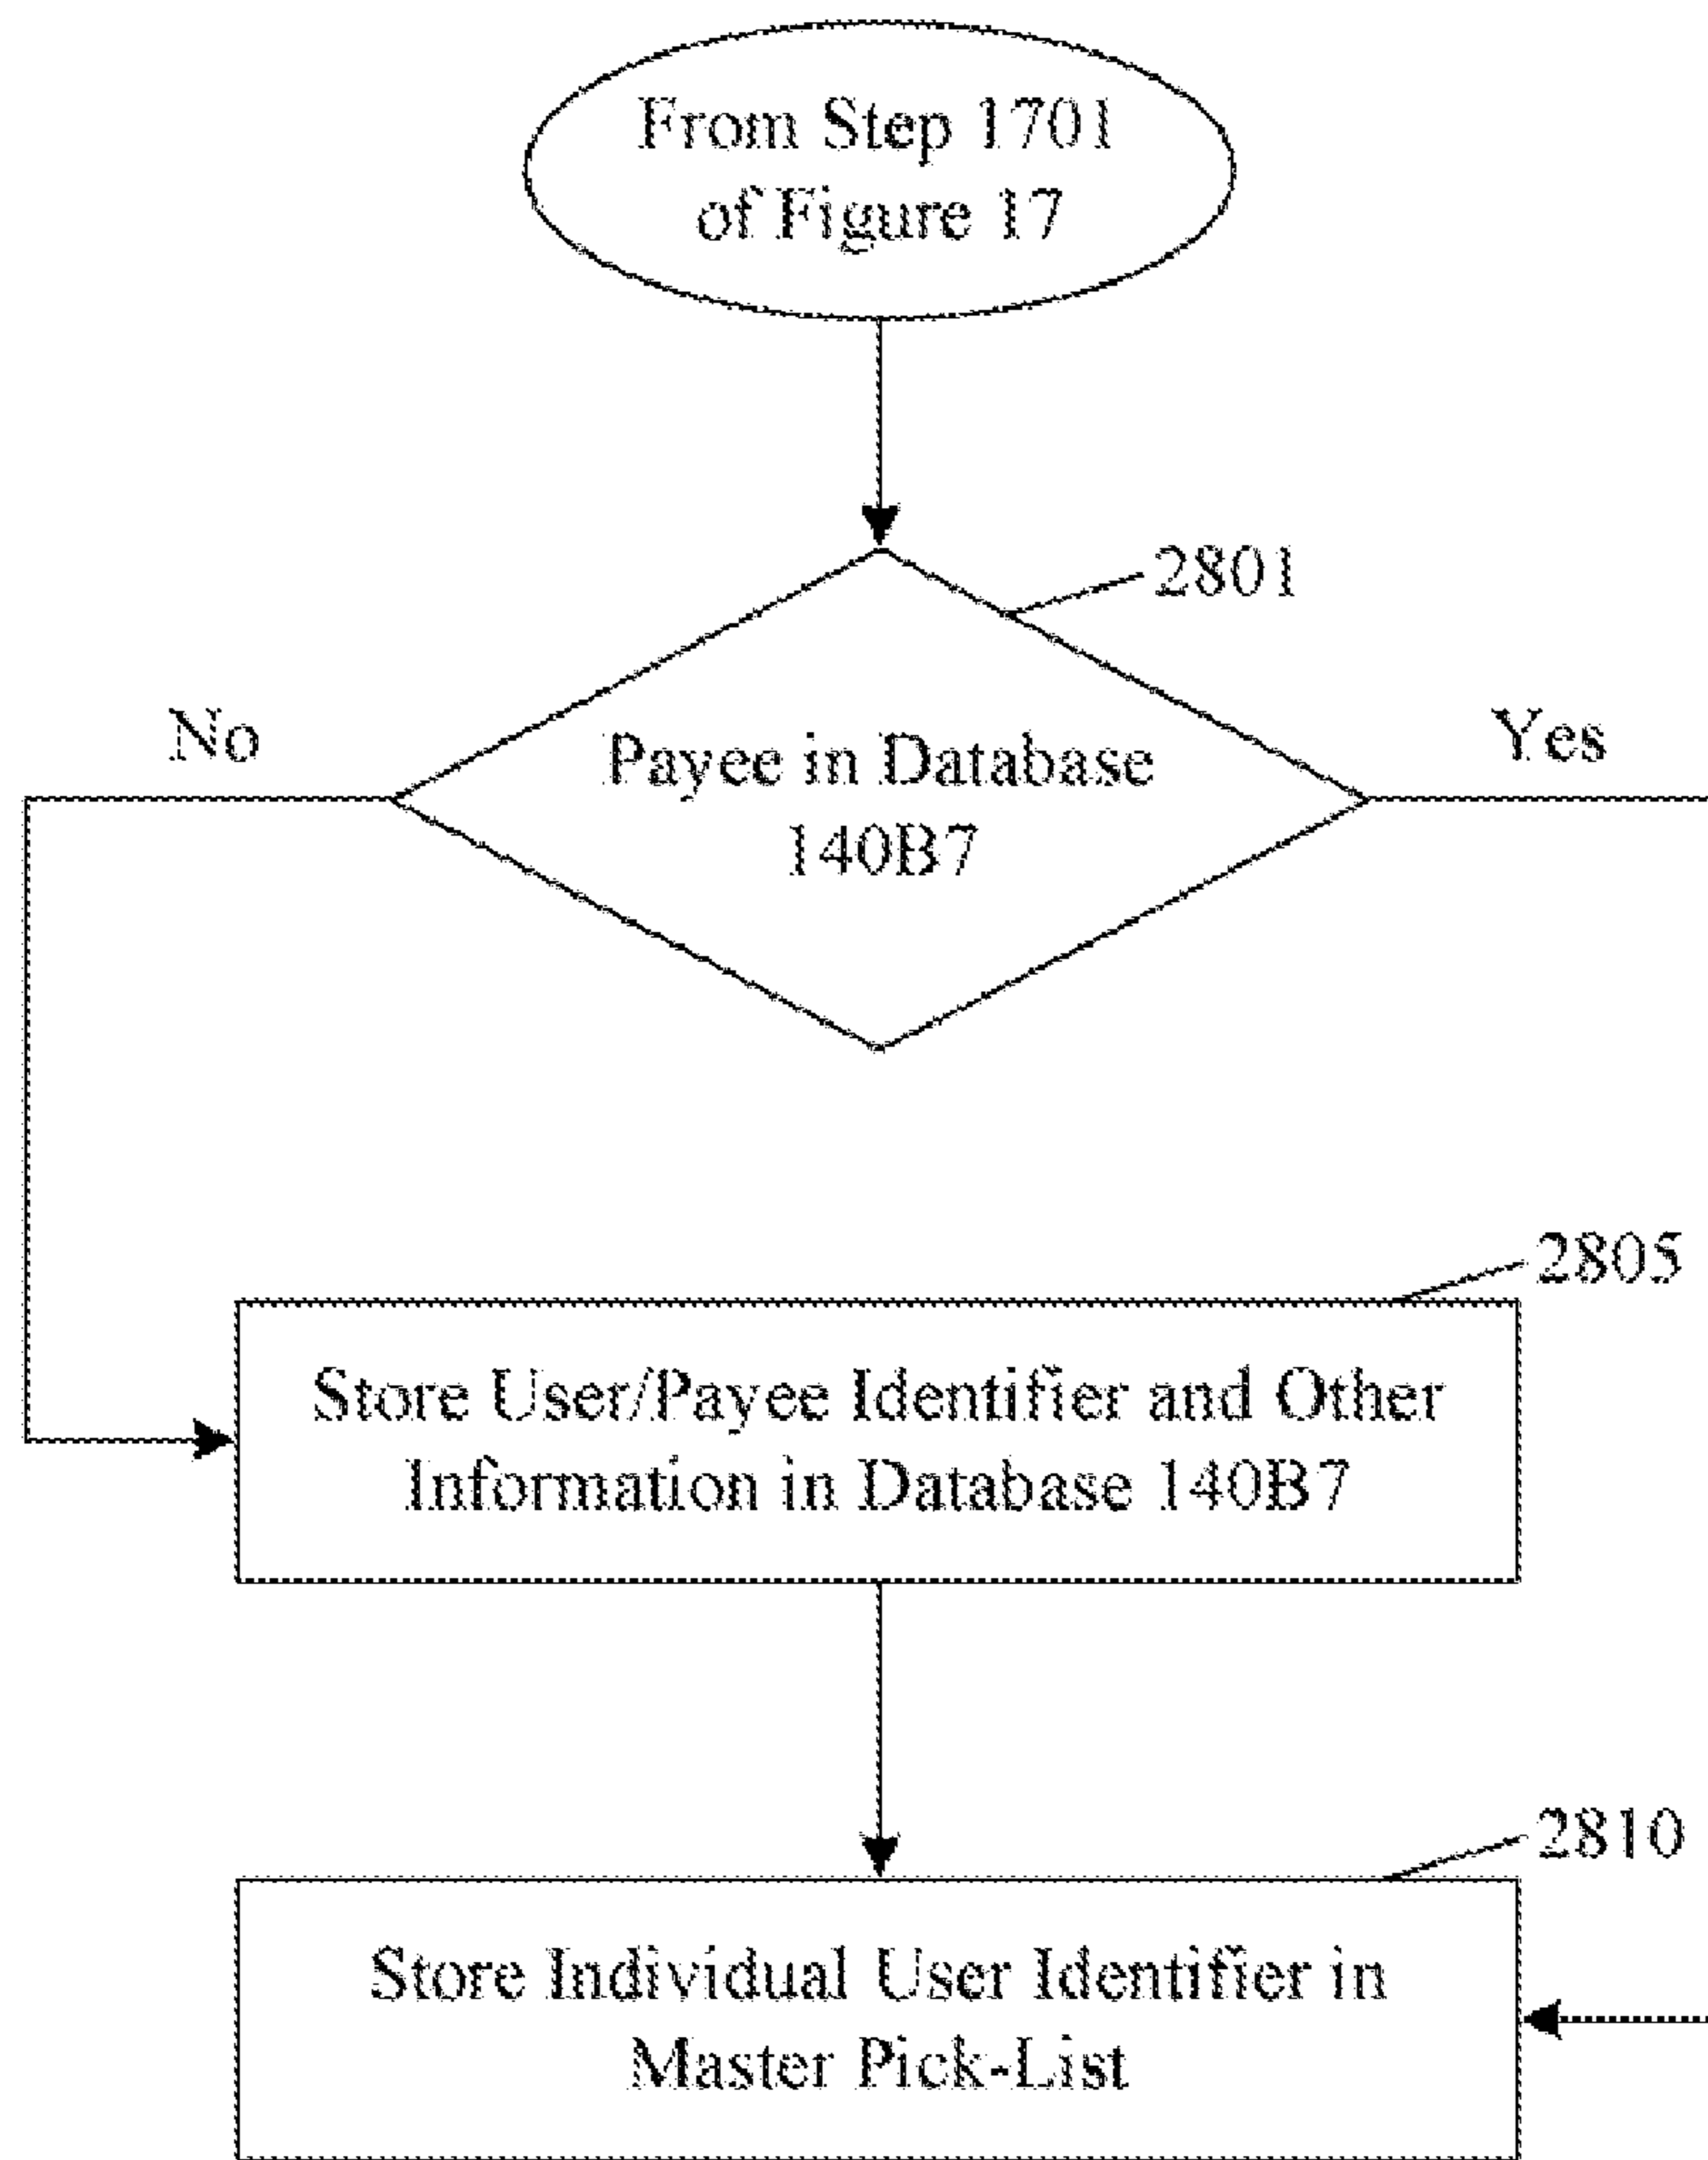 From Step 1701
of Figure 17
2801
No
Payee in Database
140B7
Yes
2805
Store User/Payee Identifier and Other
Information in Database 140B7
2810
Store Individual User Identifier in
Master Pick-List